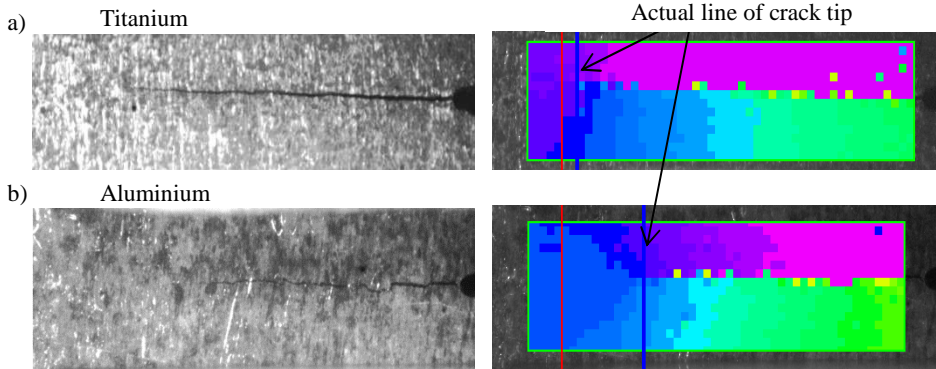 a)
Titanium
Actual line of crack tip
b)
Aluminium